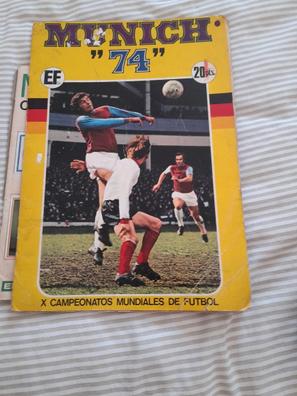 MUNICH
"74"
EF
20 pts.
X CAMPEONATOS MUNDIALES DE FUTBOL